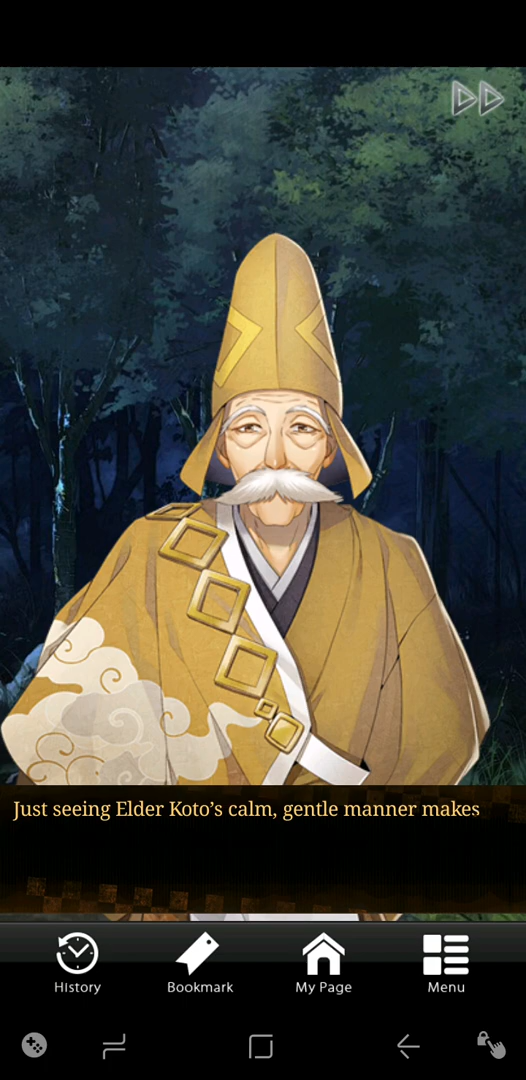 Just seeing Elder Koto’s calm, gentle manner makes
History
Bookmark
My Page
Menu